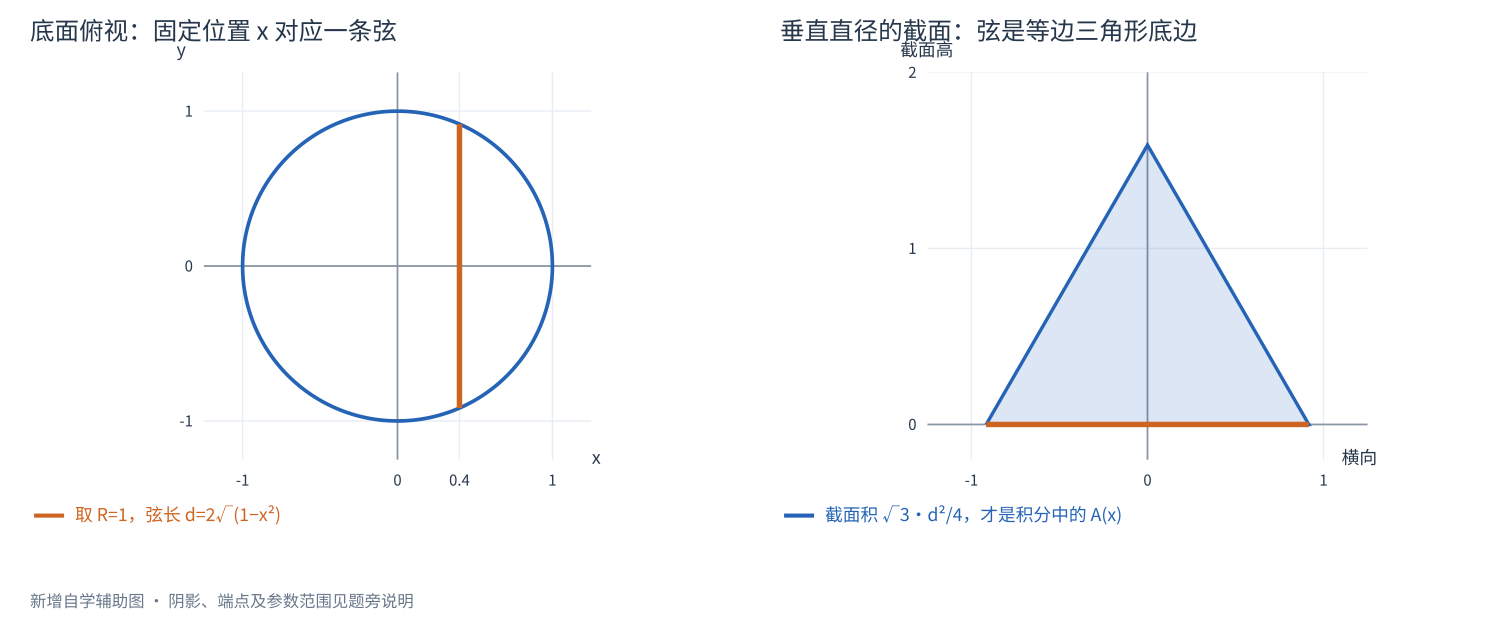 底面俯视：固定位置 x 对应一条弦
y
1
0
-1
-1
0
0.4
1
x
取 R=1，弦长 d=2√(1−x²)
垂直直径的截面：弦是等边三角形底边
截面高
2
1
0
-1
0
1
横向
截面积 √3·d²/4，才是积分中的 A(x)
新增自学辅助图 · 阴影、端点及参数范围见题旁说明